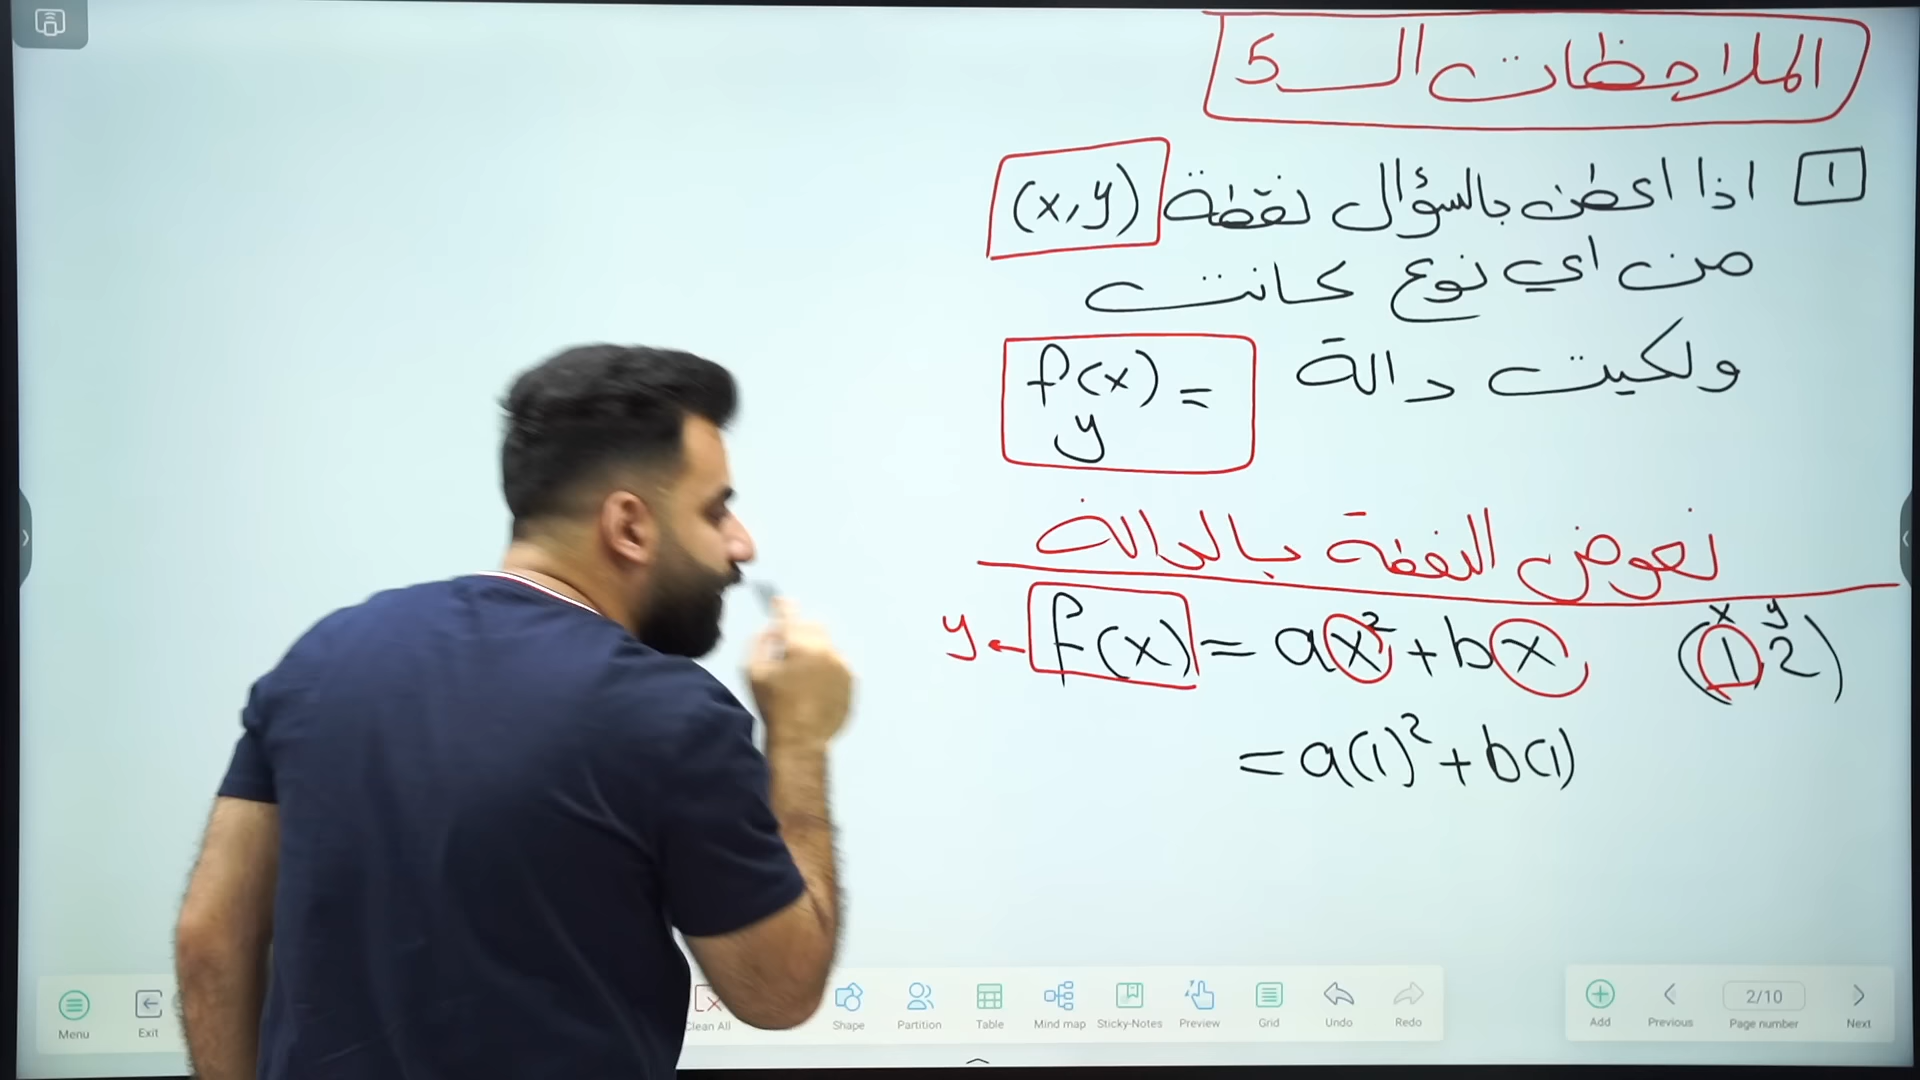 الملاحظات الـ 5
1 اذا اعطى بالسؤال نقطة (x,y)
من اي نوع كانت
ولكيت دالة f(x) =
y
نعوض النقطة بالدالة
y ← f(x) = ax² + bx (1,2)
x y
= a(1)² + b(1)
Menu
Exit
Clean All
Shape
Partition
Table
Mind map
Sticky-Notes
Preview
Grid
Undo
Redo
Add
Previous
2/10
Page number
Next